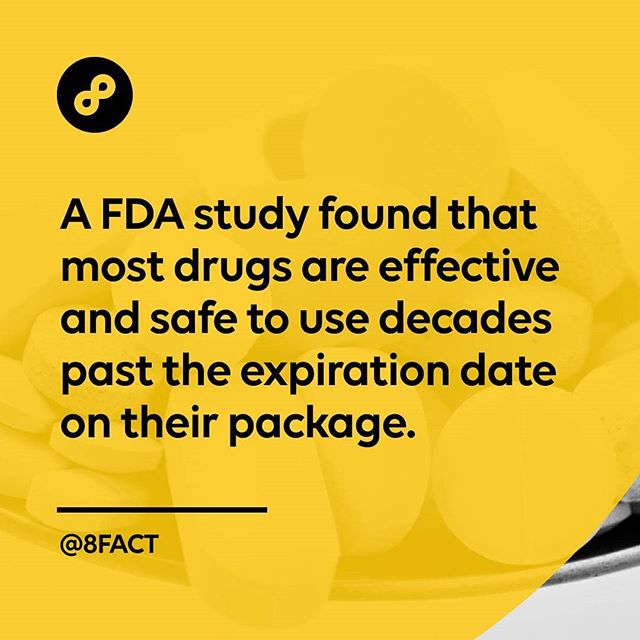 A FDA study found that
most drugs are effective
and safe to use decades
past the expiration date
on their package.
@8FACT